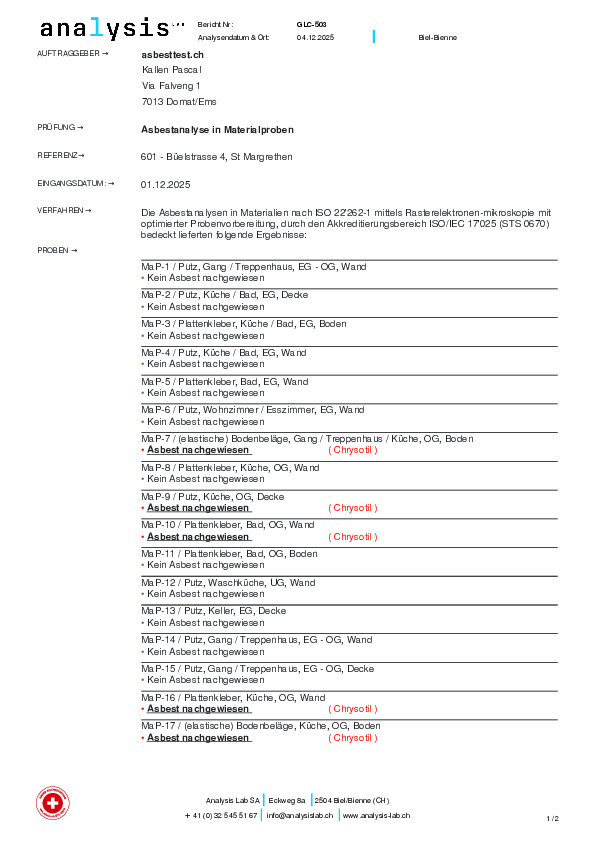 analysis
Bericht Nr: GLC-503
Analysendatum & Ort: 04.12.2025 Biel-Bienne
AUFTRAGGEBER → asbesttest.ch
Kallen Pascal
Via Falveng 1
7013 Domat/Ems
PRÜFUNG → Asbestanalyse in Materialproben
REFERENZ → 601 - Büelstrasse 4, St Margrethen
EINGANGSDATUM: → 01.12.2025
VERFAHREN → Die Asbestanalysen in Materialien nach ISO 22'262-1 mittels Rasterelektronen-mikroskopie mit
optimierter Probenvorbereitung, durch den Akkreditierungsbereich ISO/IEC 17'025 (STS 0670)
bedeckt lieferten folgende Ergebnisse:
PROBEN →
MaP-1 / Putz, Gang / Treppenhaus, EG - OG, Wand
• Kein Asbest nachgewiesen
MaP-2 / Putz, Küche / Bad, EG, Decke
• Kein Asbest nachgewiesen
MaP-3 / Plattenkleber, Küche / Bad, EG, Boden
• Kein Asbest nachgewiesen
MaP-4 / Putz, Küche / Bad, EG, Wand
• Kein Asbest nachgewiesen
MaP-5 / Plattenkleber, Bad, EG, Wand
• Kein Asbest nachgewiesen
MaP-6 / Putz, Wohnzimner / Esszimmer, EG, Wand
• Kein Asbest nachgewiesen
MaP-7 / (elastische) Bodenbeläge, Gang / Treppenhaus / Küche, OG, Boden
• Asbest nachgewiesen ( Chrysotil )
MaP-8 / Plattenkleber, Küche, OG, Wand
• Kein Asbest nachgewiesen
MaP-9 / Putz, Küche, OG, Decke
• Asbest nachgewiesen ( Chrysotil )
MaP-10 / Plattenkleber, Bad, OG, Wand
• Asbest nachgewiesen ( Chrysotil )
MaP-11 / Plattenkleber, Bad, OG, Boden
• Kein Asbest nachgewiesen
MaP-12 / Putz, Waschküche, UG, Wand
• Kein Asbest nachgewiesen
MaP-13 / Putz, Keller, EG, Decke
• Kein Asbest nachgewiesen
MaP-14 / Putz, Gang / Treppenhaus, EG - OG, Wand
• Kein Asbest nachgewiesen
MaP-15 / Putz, Gang / Treppenhaus, EG - OG, Decke
• Kein Asbest nachgewiesen
MaP-16 / Plattenkleber, Küche, OG, Wand
• Asbest nachgewiesen ( Chrysotil )
MaP-17 / (elastische) Bodenbeläge, Küche, OG, Boden
• Asbest nachgewiesen ( Chrysotil )
Analysis Lab SA | Eckweg 8a | 2504 Biel/Bienne (CH)
+ 41 (0) 32 545 51 67 | info@analysislab.ch | www.analysis-lab.ch
1 / 2